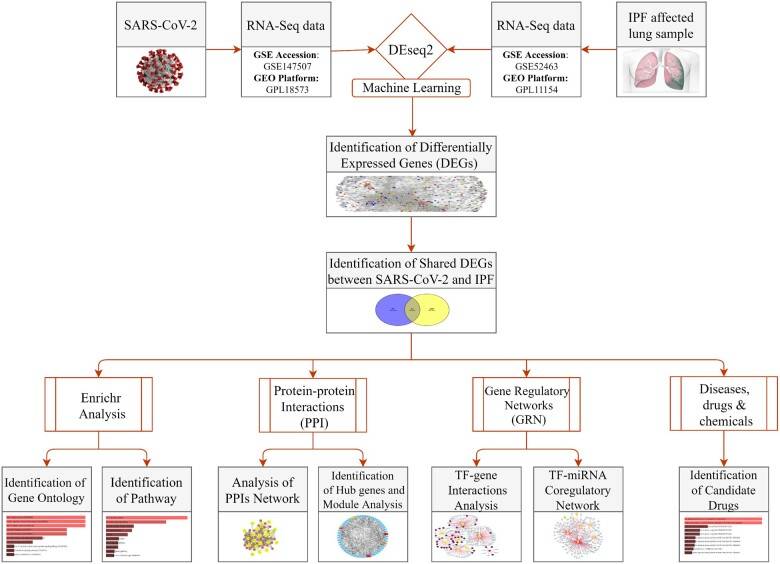 SARS-CoV-2
RNA-Seq data
GSE Accession:
GSE147507
GEO Platform:
GPL18573
DEseq2
Machine Learning
RNA-Seq data
GSE Accession:
GSE52463
GEO Platform:
GPL11154
IPF affected
lung sample
Identification of Differentially
Expressed Genes (DEGs)
Identification of Shared DEGs
between SARS-CoV-2 and IPF
Enrichr
Analysis
Protein-protein
Interactions
(PPI)
Gene Regulatory
Networks
(GRN)
Diseases,
drugs &
chemicals
Identification of
Gene Ontology
Identification
of Pathway
Analysis of
PPIs Network
Identification
of Hub genes and
Module Analysis
TF-gene
Interactions
Analysis
TF-miRNA
Coregulatory
Network
Identification
of Candidate
Drugs